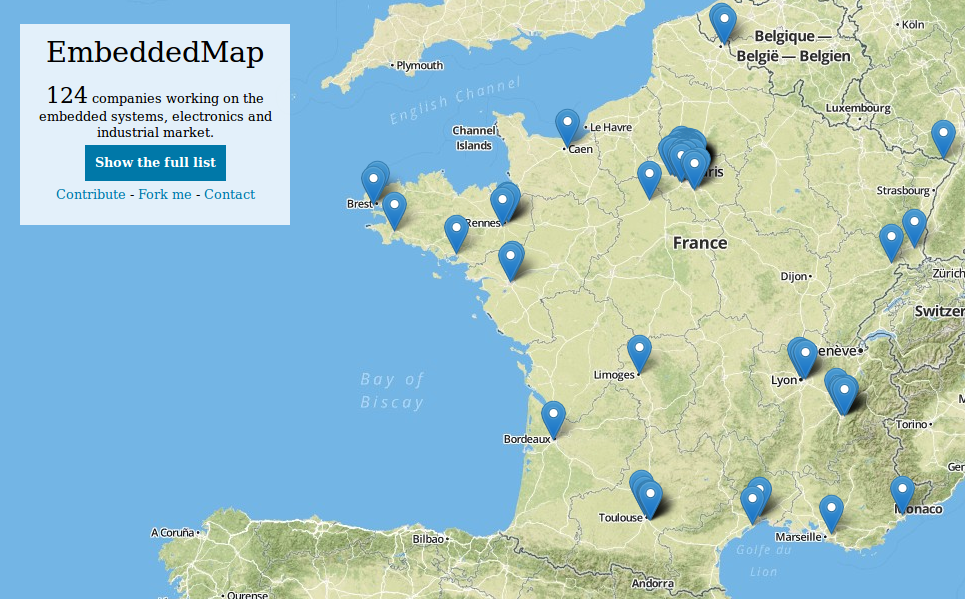 EmbeddedMap
124 companies working on the
embedded systems, electronics and
industrial market.
Show the full list
Contribute - Fork me - Contact
Plymouth
English Channel
Channel
Islands
Le Havre
Caen
Belgique —
België — Belgien
Köln
Luxembourg
Strasbourg
Brest
Rennes
France
Dijon
Zürich
Switzer
enève
Lyon
Limoges
Bay of
Biscay
Bordeaux
Torino
Gen
Toulouse
Monaco
Marseille
Golfe du
Lion
A Coruña
Bilbao
Andorra
Ourense